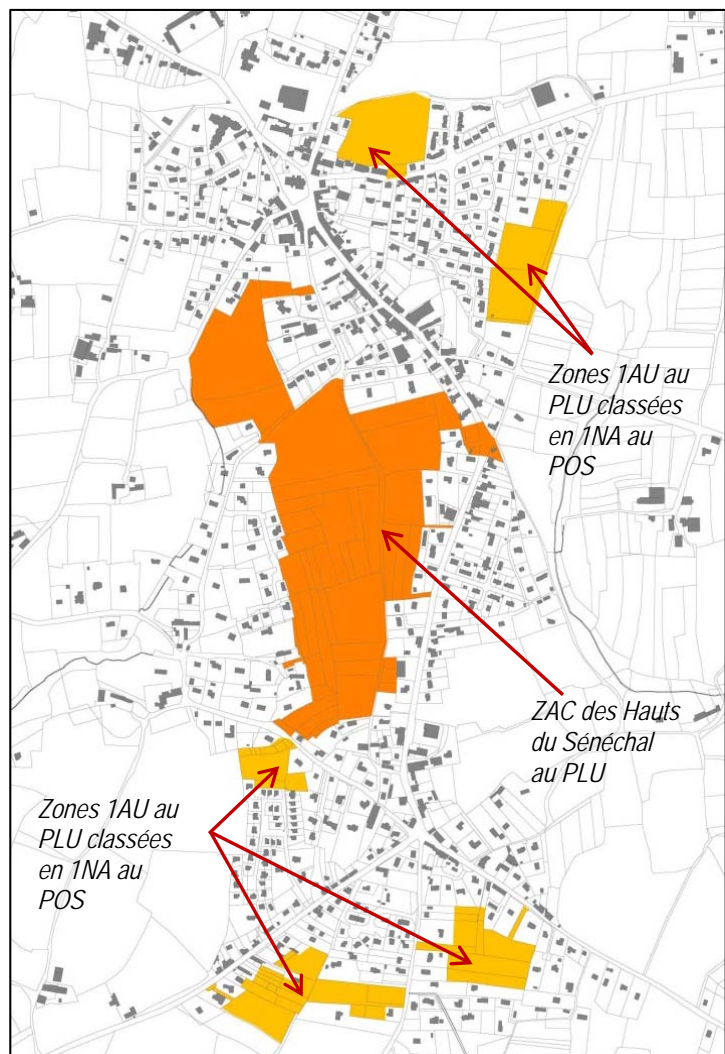 Zones 1AU au
PLU classées
en 1NA au
POS
ZAC des Hauts
du Sénéchal
au PLU
Zones 1AU au
PLU classées
en 1NA au
POS